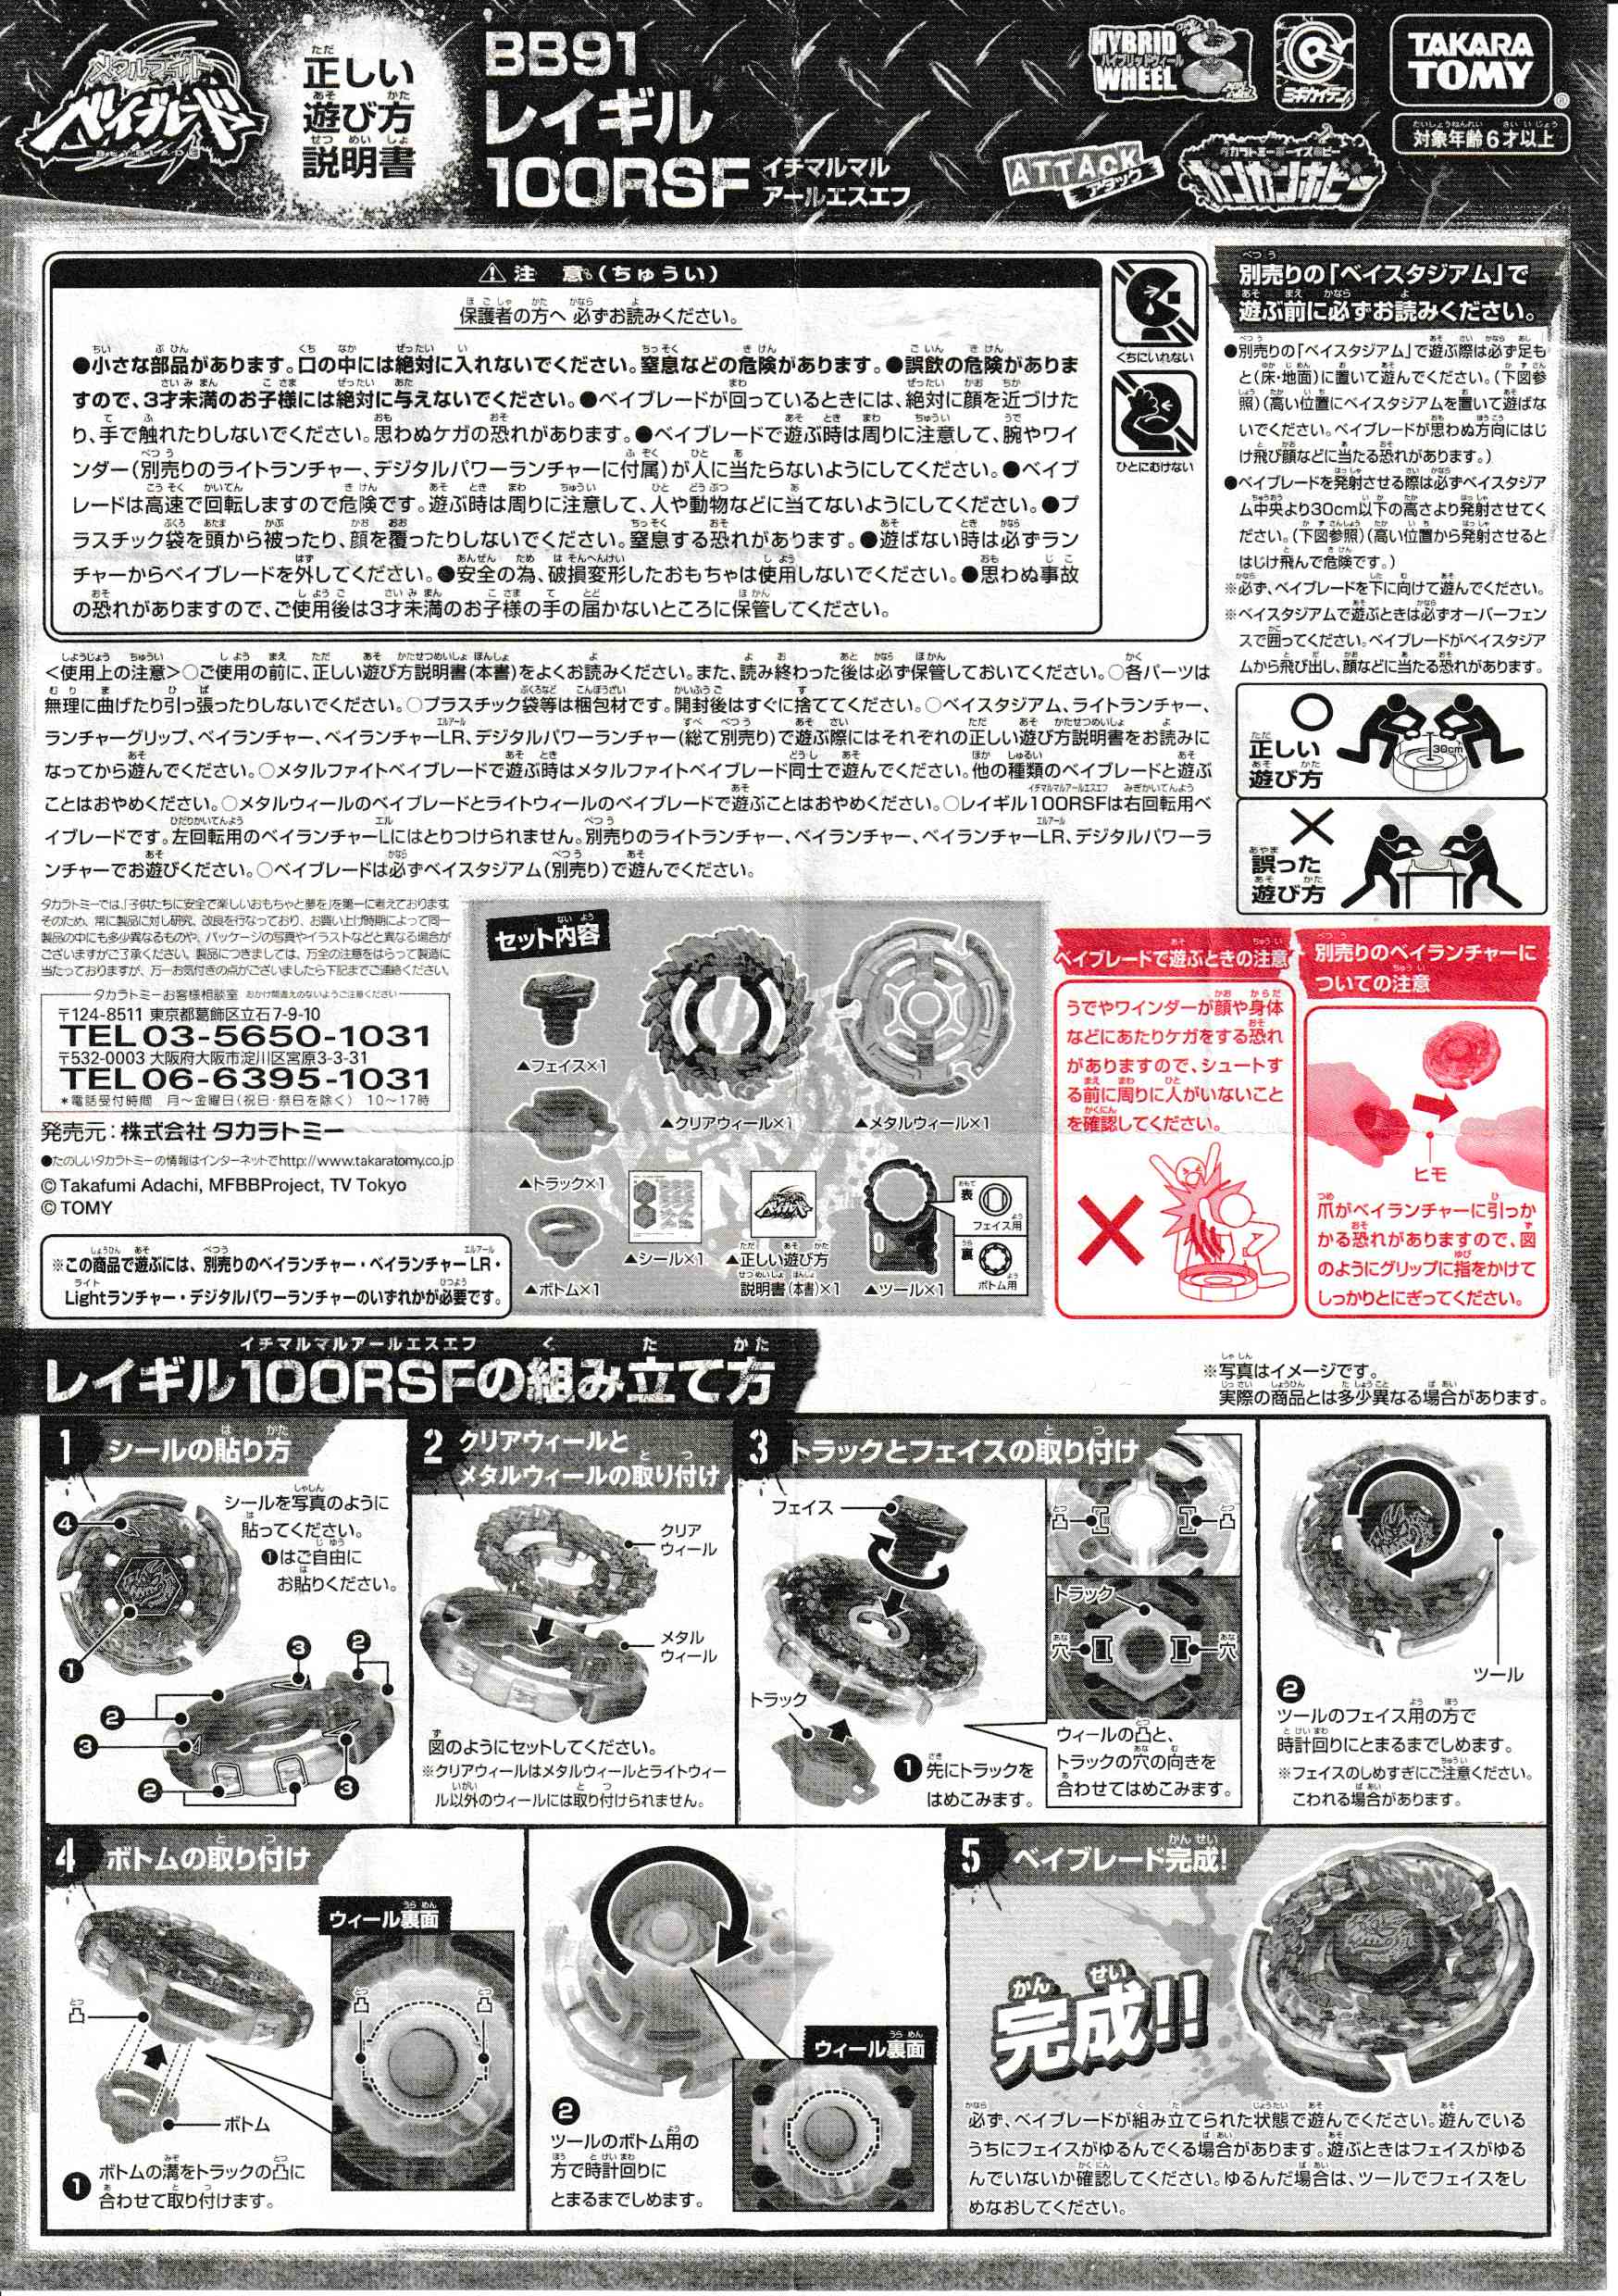 メタルファイト
ベイブレード
BEYBLADE
正しい
遊び方
説明書
BB91
レイギル
100RSF
イチマルマル
アールエスエフ
HYBRID
ハイブリッドウィール
WHEEL
ミギカイテン
TAKARA
TOMY
対象年齢6才以上
ATTACK
アタック
タカラトミーボーイズホビー
ガンガンホビー
注 意(ちゅうい)
保護者の方へ 必ずお読みください。
●小さな部品があります。口の中には絶対に入れないでください。窒息などの危険があります。●誤飲の危険がありま
すので、3才未満のお子様には絶対に与えないでください。●ベイブレードが回っているときには、絶対に顔を近づけた
り、手で触れたりしないでください。思わぬケガの恐れがあります。●ベイブレードで遊ぶ時は周りに注意して、腕やワイ
ンダー(別売りのライトランチャー、デジタルパワーランチャーに付属)が人に当たらないようにしてください。●ベイブ
レードは高速で回転しますので危険です。遊ぶ時は周りに注意して、人や動物などに当てないようにしてください。●プ
ラスチック袋を頭から被ったり、顔を覆ったりしないでください。窒息する恐れがあります。●遊ばない時は必ずラン
チャーからベイブレードを外してください。●安全の為、破損変形したおもちゃは使用しないでください。●思わぬ事故
の恐れがありますので、ご使用後は3才未満のお子様の手の届かないところに保管してください。
くちにいれない
ひとにむけない
別売りの「ベイスタジアム」で
遊ぶ前に必ずお読みください。
●別売りの「ベイスタジアム」で遊ぶ際は必ず足も
と(床・地面)に置いて遊んでください。(下図参
照)(高い位置にベイスタジアムを置いて遊ばな
いでください。ベイブレードが思わぬ方向にはじ
け飛び顔などに当たる恐れがあります。)
●ベイブレードを発射させる際は必ずベイスタジア
ム中央より30cm以下の高さより発射させてく
ださい。(下図参照)(高い位置から発射させると
はじけ飛んで危険です。)
※必ず、ベイブレードを下に向けて遊んでください。
※ベイスタジアムで遊ぶときは必ずオーバーフェン
スで囲ってください。ベイブレードがベイスタジア
ムから飛び出し、顔などに当たる恐れがあります。
正しい
遊び方
30cm
誤った
遊び方
<使用上の注意>○ご使用の前に、正しい遊び方説明書(本書)をよくお読みください。また、読み終わった後は必ず保管しておいてください。○各パーツは
無理に曲げたり引っ張ったりしないでください。○プラスチック袋等は梱包材です。開封後はすぐに捨ててください。○ベイスタジアム、ライトランチャー、
ランチャーグリップ、ベイランチャー、ベイランチャーLR、デジタルパワーランチャー(総て別売り)で遊ぶ際にはそれぞれの正しい遊び方説明書をお読みに
なってから遊んでください。○メタルファイトベイブレードで遊ぶ時はメタルファイトベイブレード同士で遊んでください。他の種類のベイブレードと遊ぶ
ことはおやめください。○メタルウィールのベイブレードとライトウィールのベイブレードで遊ぶことはおやめください。○レイギル100RSFは右回転用ベ
イブレードです。左回転用のベイランチャーLにはとりつけられません。別売りのライトランチャー、ベイランチャー、ベイランチャーLR、デジタルパワーラ
ンチャーでお遊びください。○ベイブレードは必ずベイスタジアム(別売り)で遊んでください。
タカラトミーでは、「子供たちに安全で楽しいおもちゃと夢を」を第一に考えております。
そのため、常に製品に対し研究、改良を行なっており、お買い上げ時期によって同一
製品の中にも多少異なるものや、パッケージの写真やイラストなどと異なる場合が
ございますがご了承ください。製品につきましては、万全の注意をはらって製造に
当たっておりますが、万一お気付きの点がございましたら下記までご連絡ください。
タカラトミーお客様相談室 おかけ間違えのないようご注意ください
〒124-8511 東京都葛飾区立石7-9-10
TEL03-5650-1031
〒532-0003 大阪府大阪市淀川区宮原3-3-31
TEL06-6395-1031
*電話受付時間 月~金曜日(祝日・祭日を除く) 10~17時
発売元:株式会社 タカラトミー
●たのしいタカラトミーの情報はインターネットでhttp://www.takaratomy.co.jp
©Takafumi Adachi, MFBBProject, TV Tokyo
©TOMY
※この商品で遊ぶには、別売りのベイランチャー・ベイランチャーLR・
Lightランチャー・デジタルパワーランチャーのいずれかが必要です。
セット内容
▲フェイス×1
▲クリアウィール×1
▲メタルウィール×1
▲トラック×1
▲ボトム×1
▲シール×1
▲正しい遊び方
説明書(本書)×1
▲ツール×1
表
フェイス用
裏
ボトム用
ベイブレードで遊ぶときの注意
うでやワインダーが顔や身体
などにあたりケガをする恐れ
がありますので、シュートす
る前に周りに人がいないこと
を確認してください。
別売りのベイランチャーに
ついての注意
ヒモ
爪がベイランチャーに引っか
かる恐れがありますので、図
のようにグリップに指をかけて
しっかりとにぎってください。
イチマルマルアールエスエフ
レイギル100RSFの組み立て方
※写真はイメージです。
実際の商品とは多少異なる場合があります。
1 シールの貼り方
シールを写真のように
貼ってください。
❶はご自由に
お貼りください。
❹
❶
❸
❷
❷
❸
❷
❸
2 クリアウィールと
メタルウィールの取り付け
クリア
ウィール
メタル
ウィール
図のようにセットしてください。
※クリアウィールはメタルウィールとライトウィー
ル以外のウィールには取り付けられません。
3 トラックとフェイスの取り付け
フェイス
トラック
❶先にトラックを
はめこみます。
凸
凸
トラック
穴
穴
ウィールの凸と、
トラックの穴の向きを
合わせてはめこみます。
ツール
❷
ツールのフェイス用の方で
時計回りにとまるまでしめます。
※フェイスのしめすぎにご注意ください。
こわれる場合があります。
4 ボトムの取り付け
ウィール裏面
凸
凸
凸
ボトム
❶ボトムの溝をトラックの凸に
合わせて取り付けます。
ウィール裏面
❷
ツールのボトム用の
方で時計回りに
とまるまでしめます。
5 ベイブレード完成!
完成!!
必ず、ベイブレードが組み立てられた状態で遊んでください。遊んでいる
うちにフェイスがゆるんでくる場合があります。遊ぶときはフェイスがゆる
んでいないか確認してください。ゆるんだ場合は、ツールでフェイスをし
めなおしてください。